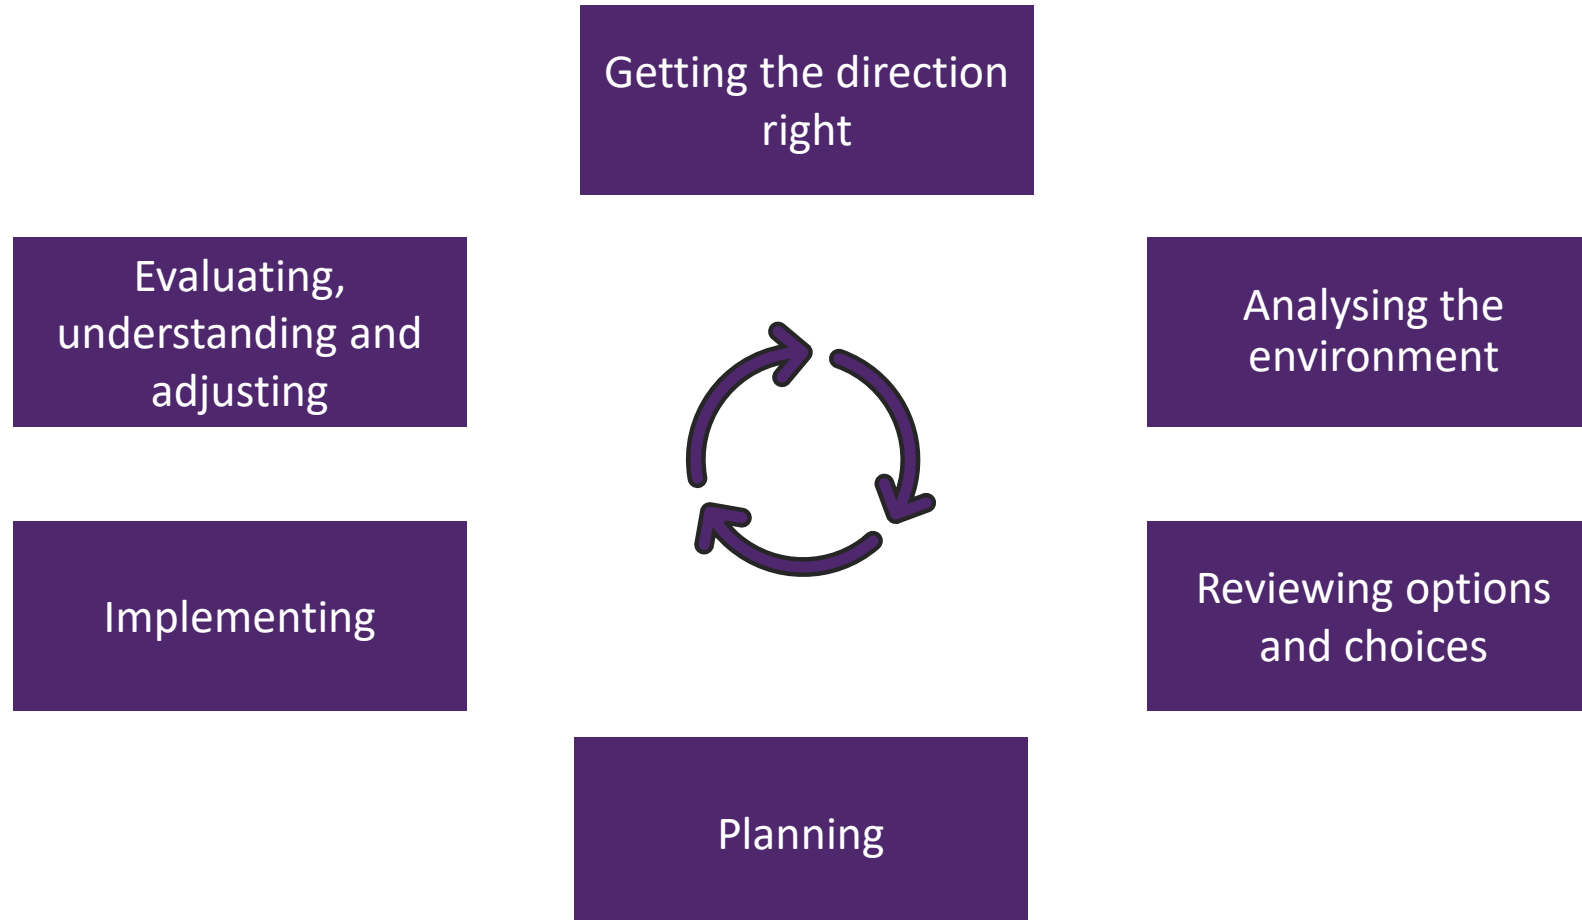 Getting the direction
right
Analysing the
environment
Reviewing options
and choices
Planning
Implementing
Evaluating,
understanding and
adjusting